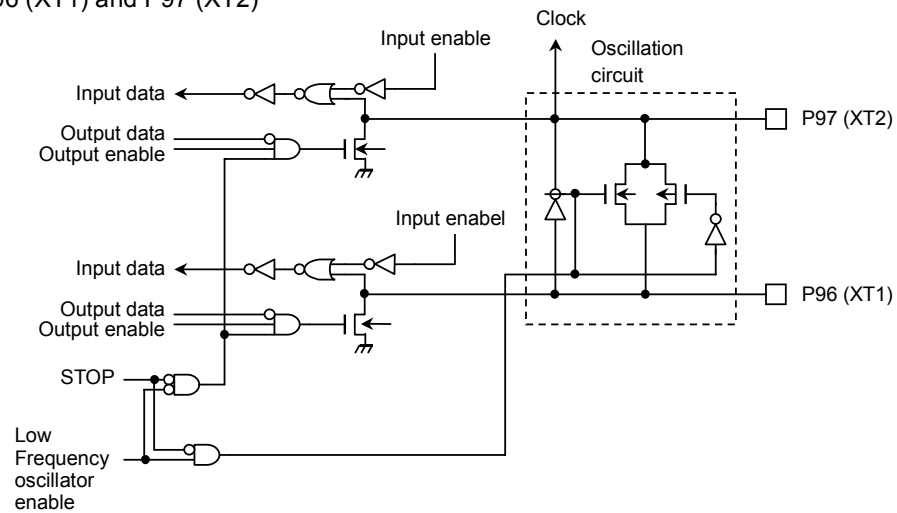 (XT1) and P97 (XT2)
Clock
Input enable
Oscillation
circuit
Input data
P97 (XT2)
Output data
Output enable
Input enabel
Input data
P96 (XT1)
Output data
Output enable
STOP
Low
Frequency
oscillator
enable